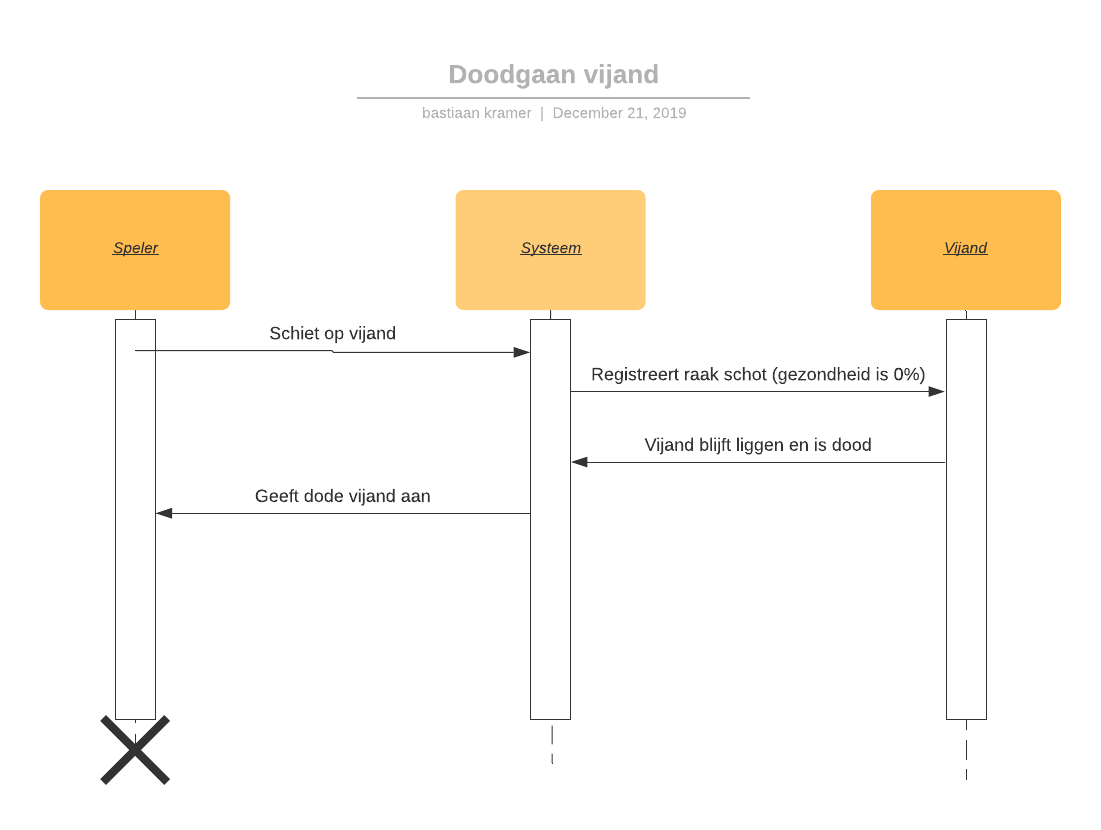 Doodgaan vijand
bastiaan kramer | December 21, 2019
Speler
Systeem
Vijand
Schiet op vijand
Registreert raak schot (gezondheid is 0%)
Vijand blijft liggen en is dood
Geeft dode vijand aan